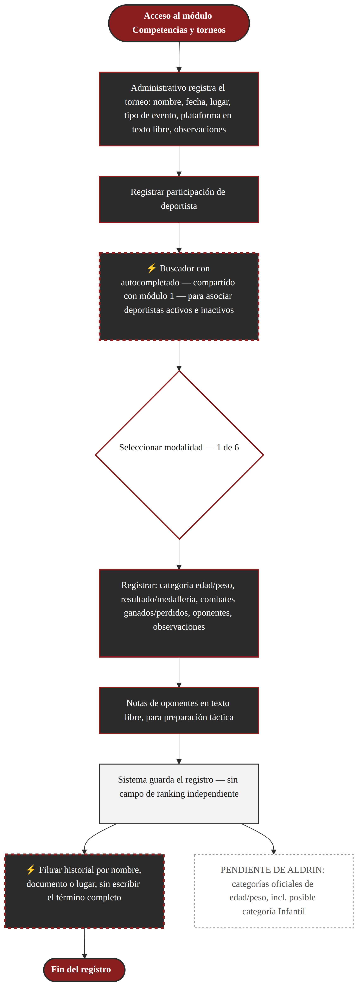 Acceso al módulo
Competencias y torneos
Administrativo registra el
torneo: nombre, fecha, lugar,
tipo de evento, plataforma en
texto libre, observaciones
Registrar participación de
deportista
⚡ Buscador con
autocompletado — compartido
con módulo 1 — para asociar
deportistas activos e inactivos
Seleccionar modalidad — 1 de 6
Registrar: categoría edad/peso,
resultado/medallería, combates
ganados/perdidos, oponentes,
observaciones
Notas de oponentes en texto
libre, para preparación táctica
Sistema guarda el registro — sin
campo de ranking independiente
⚡ Filtrar historial por nombre,
documento o lugar, sin escribir
el término completo
PENDIENTE DE ALDRIN:
categorías oficiales de
edad/peso, incl. posible
categoría Infantil
Fin del registro